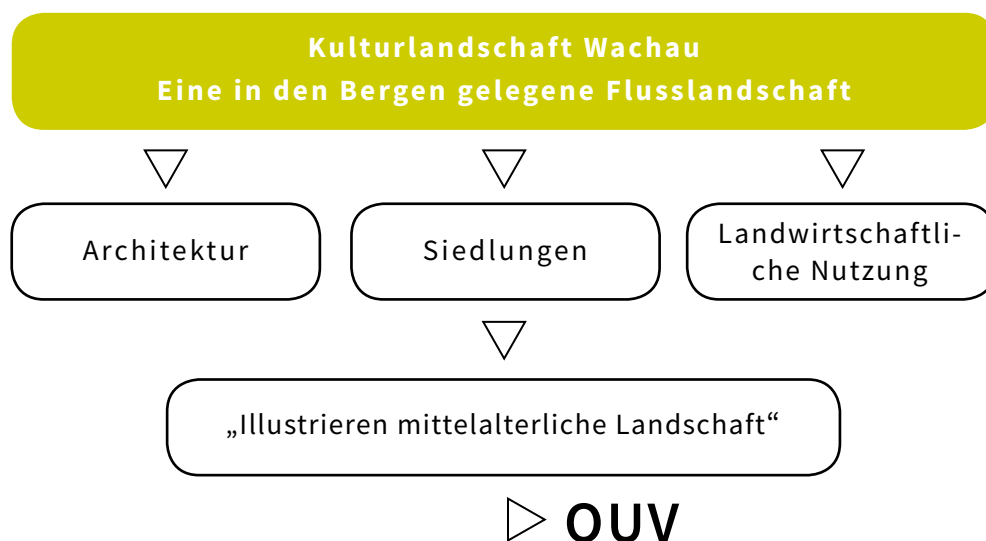 Kulturlandschaft Wachau
Eine in den Bergen gelegene Flusslandschaft
Architektur
Siedlungen
Landwirtschaftli-
che Nutzung
„Illustrieren mittelalterliche Landschaft“
OUV